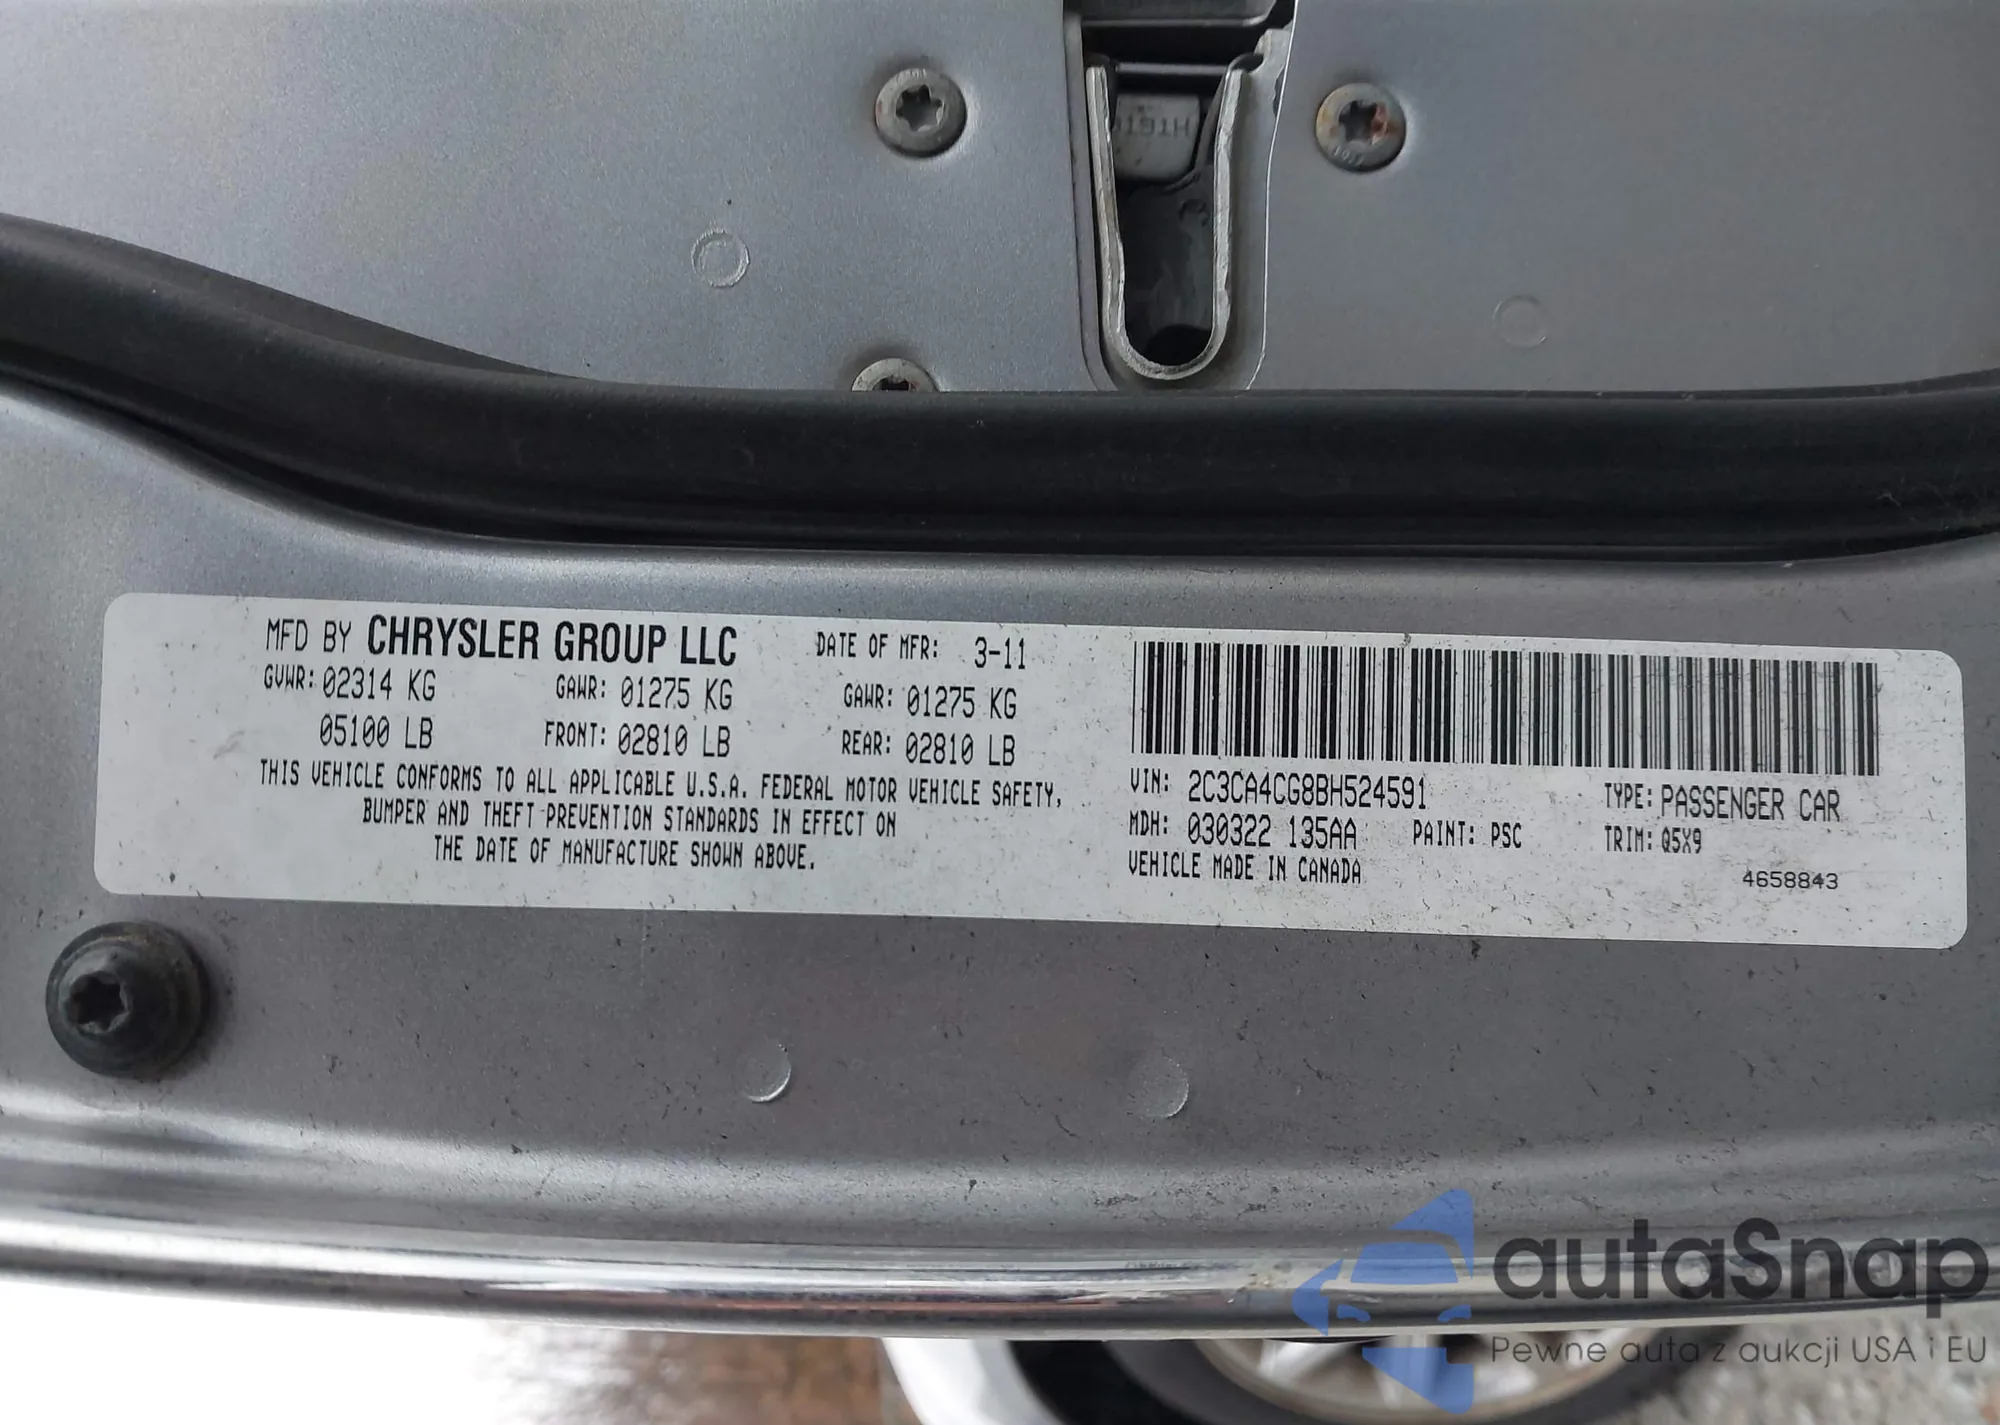 MFD BY CHRYSLER GROUP LLC DATE OF MFR: 3-11
GVWR: 02314 KG GAWR: 01275 KG GAWR: 01275 KG
05100 LB FRONT: 02810 LB REAR: 02810 LB
THIS VEHICLE CONFORMS TO ALL APPLICABLE U.S.A. FEDERAL MOTOR VEHICLE SAFETY,
BUMPER AND THEFT PREVENTION STANDARDS IN EFFECT ON
THE DATE OF MANUFACTURE SHOWN ABOVE.
VIN: 2C3CA4CG8BH524591 TYPE: PASSENGER CAR
MDH: 030322 135AA PAINT: PSC TRIM: Q5X9
VEHICLE MADE IN CANADA 4658843
autaSnap
Pewne auta z aukcji USA i EU